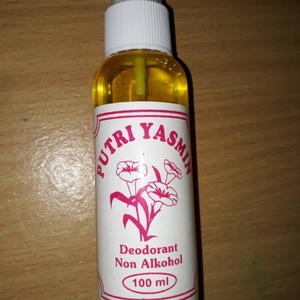 PUTRI YASMIN
Deodorant
Non Alkohol
100 ml